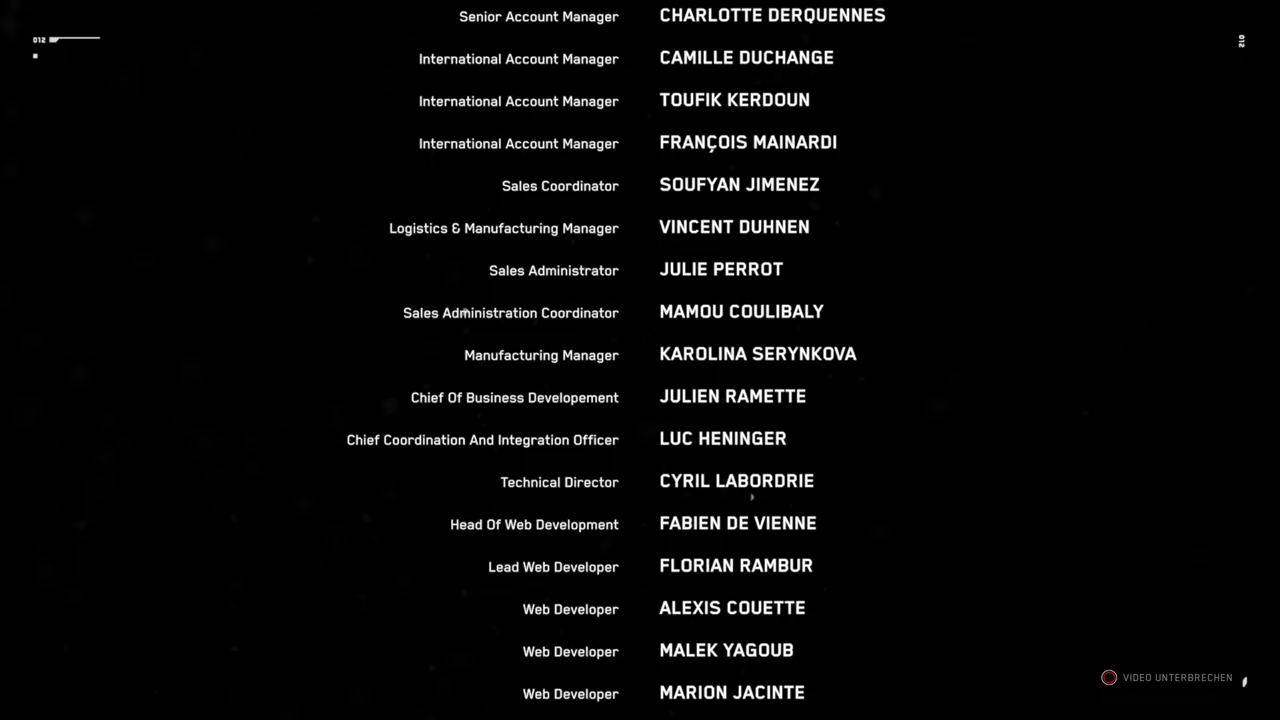 Senior Account Manager CHARLOTTE DERQUENNES
012
012
International Account Manager CAMILLE DUCHANGE
International Account Manager TOUFIK KERDOUN
International Account Manager FRANÇOIS MAINARDI
Sales Coordinator SOUFYAN JIMENEZ
Logistics & Manufacturing Manager VINCENT DUHNEN
Sales Administrator JULIE PERROT
Sales Administration Coordinator MAMOU COULIBALY
Manufacturing Manager KAROLINA SERYNKOVA
Chief Of Business Developement JULIEN RAMETTE
Chief Coordination And Integration Officer LUC HENINGER
Technical Director CYRIL LABORDRIE
Head Of Web Development FABIEN DE VIENNE
Lead Web Developer FLORIAN RAMBUR
Web Developer ALEXIS COUETTE
Web Developer MALEK YAGOUB
VIDEO UNTERBRECHEN
Web Developer MARION JACINTE